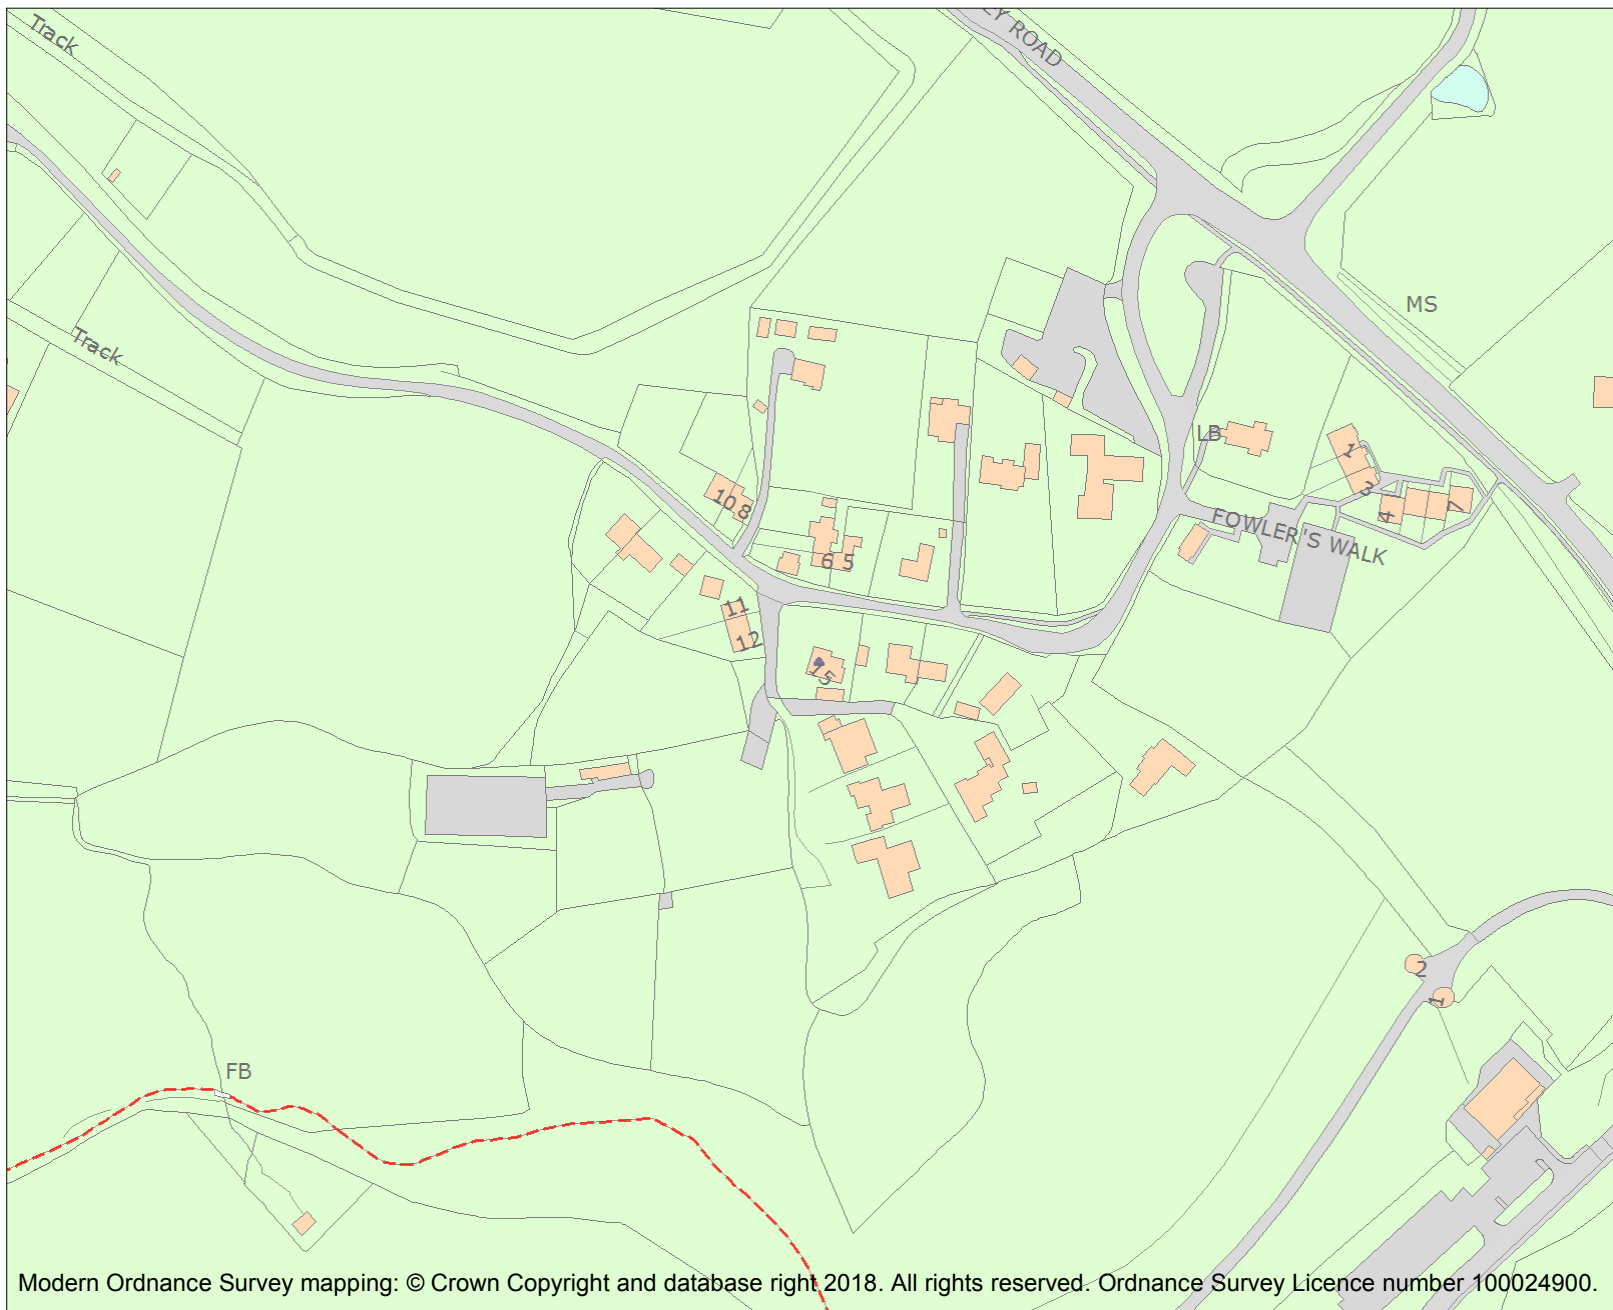 Track
ROAD
MS
Track
LB
1
10
8
3
4
7
FOWLER'S WALK
6
5
11
12
15
2
1
FB
Modern Ordnance Survey mapping: © Crown Copyright and database right 2018. All rights reserved. Ordnance Survey Licence number 100024900.